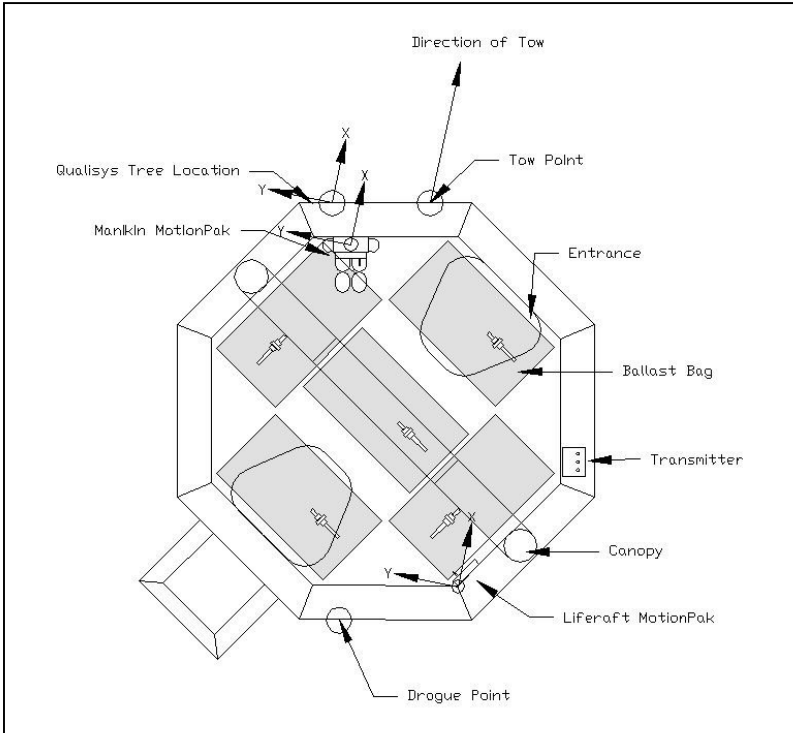 Direction of Tow
X
Qualisys Tree Location
Tow Point
Y
X
Manikin MotionPak
Y
Entrance
Ballast Bag
Transmitter
X
Canopy
Y
Liferaft MotionPak
Drogue Point